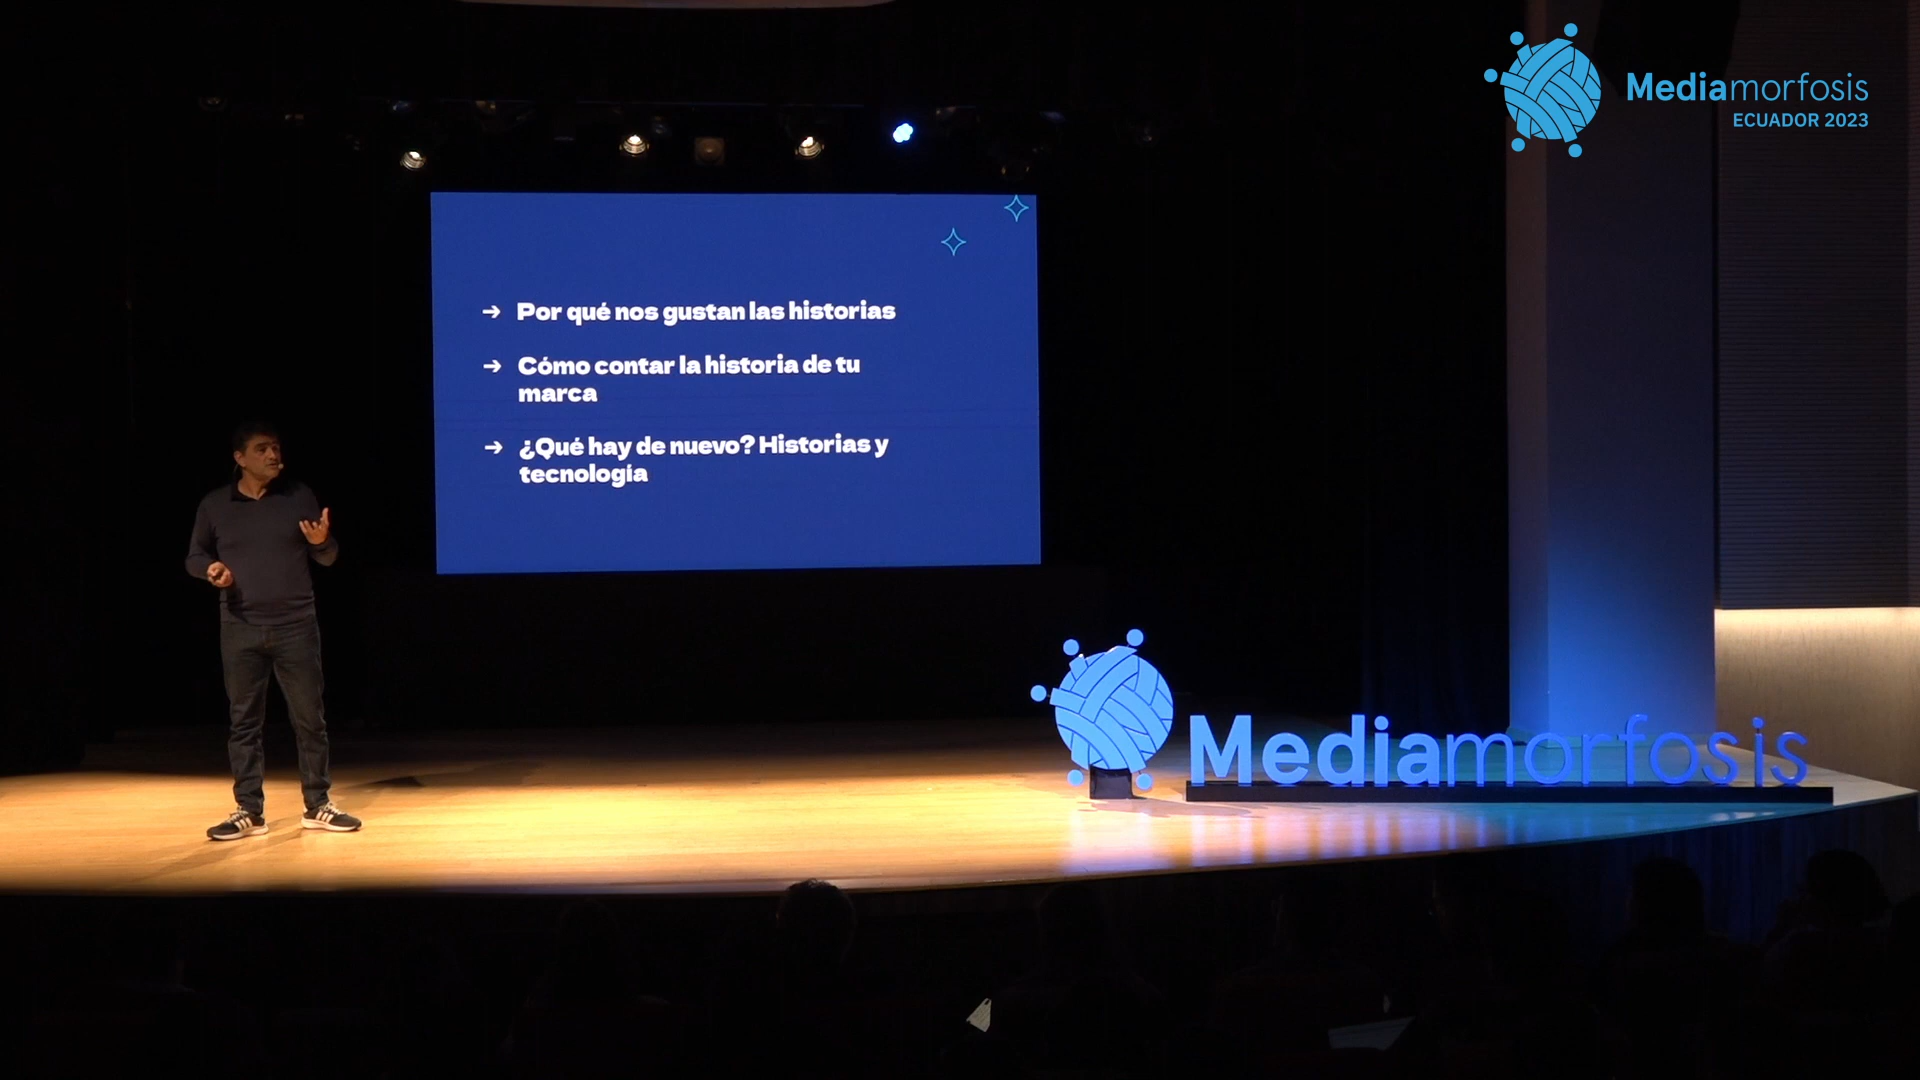 Mediamorfosis
ECUADOR 2023
→ Por qué nos gustan las historias
→ Cómo contar la historia de tu
marca
→ ¿Qué hay de nuevo? Historias y
tecnología
Mediamorfosis